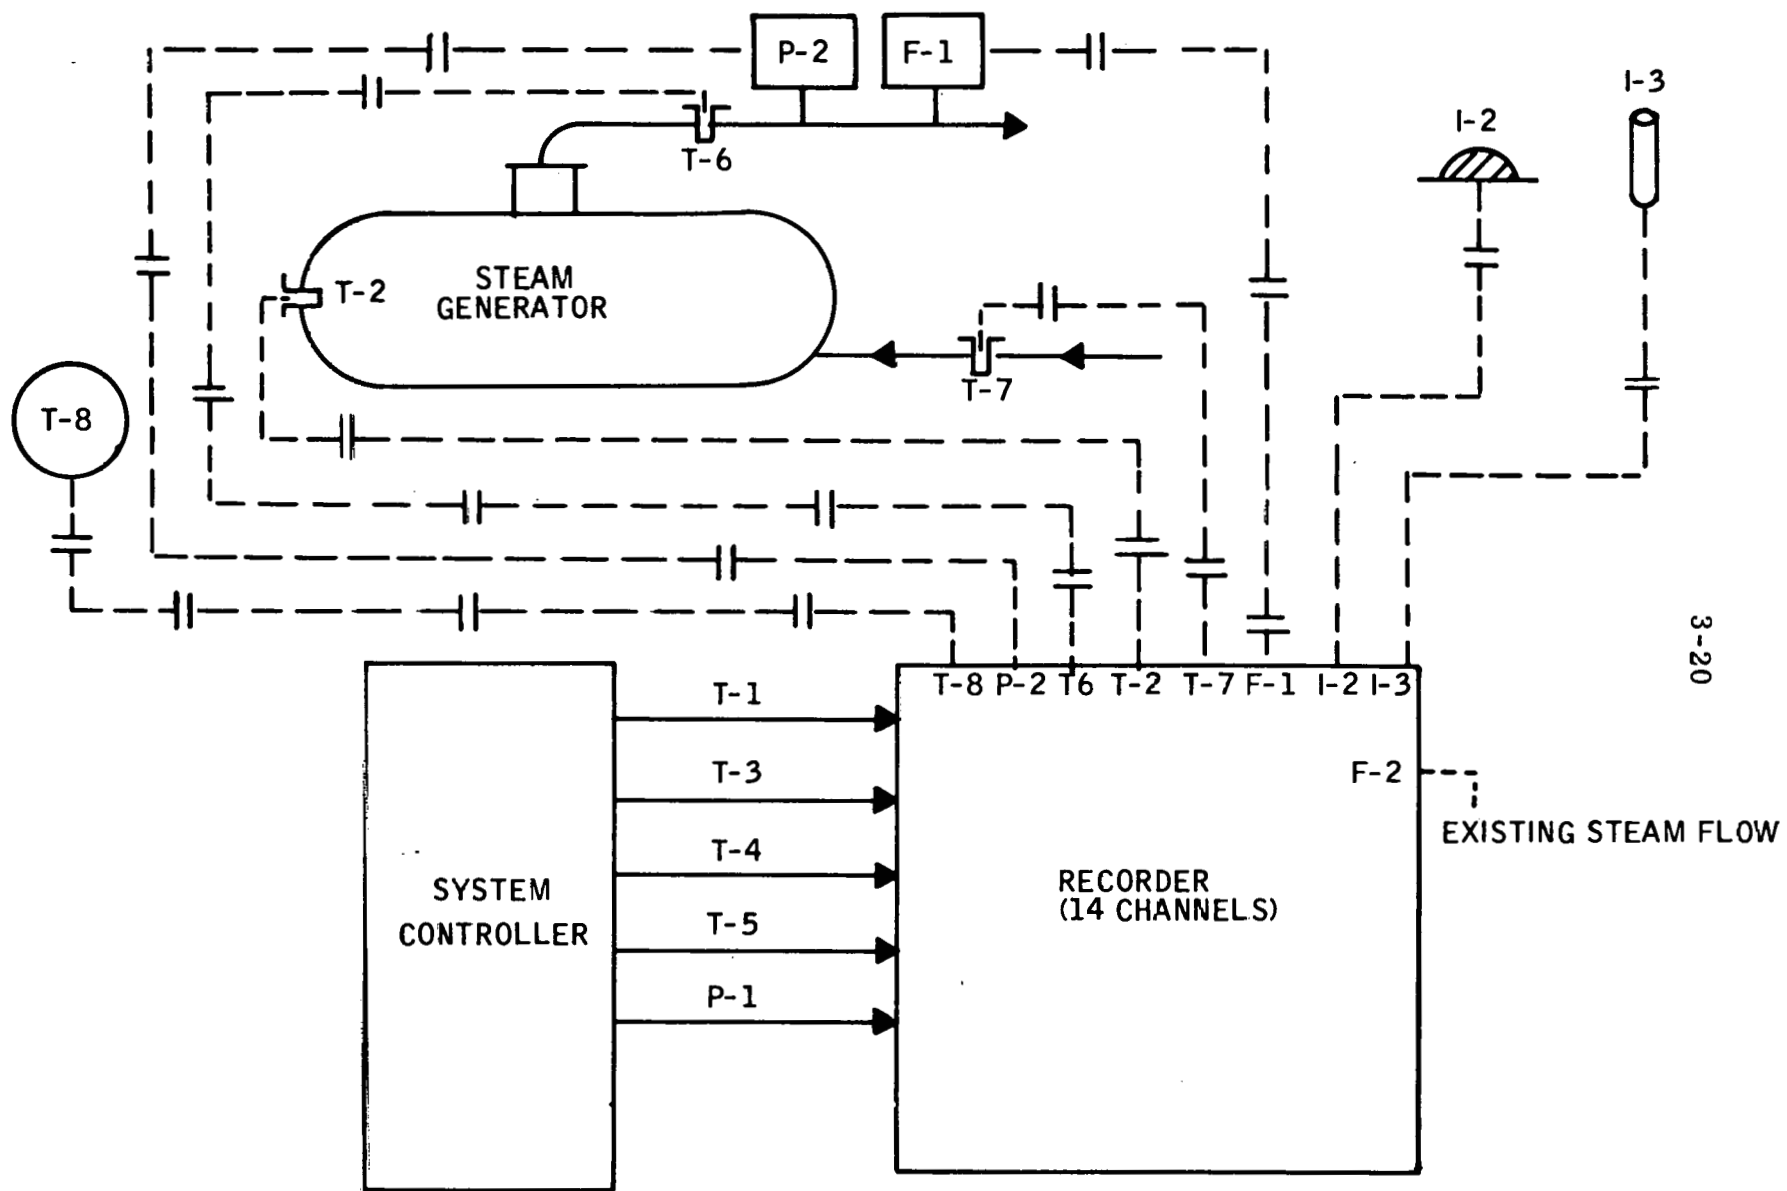 P-2
F-1
I-3
I-2
T-6
STEAM
GENERATOR
T-2
T-7
T-8
3-20
T-8 P-2 T6 T-2 T-7 F-1 I-2 I-3
T-1
F-2
T-3
EXISTING STEAM FLOW
T-4
SYSTEM
CONTROLLER
RECORDER
(14 CHANNELS)
T-5
P-1